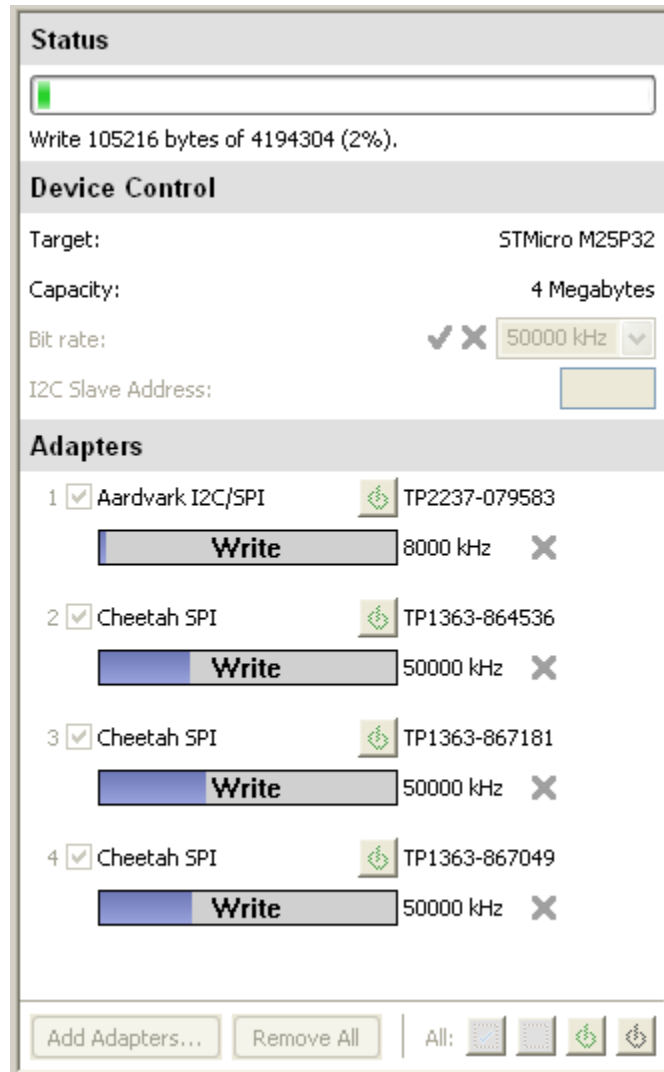 Status
Write 105216 bytes of 4194304 (2%).
Device Control
Target: STMicro M25P32
Capacity: 4 Megabytes
Bit rate: 50000 kHz
I2C Slave Address:
Adapters
1 Aardvark I2C/SPI TP2237-079583
Write 8000 kHz
2 Cheetah SPI TP1363-864536
Write 50000 kHz
3 Cheetah SPI TP1363-867181
Write 50000 kHz
4 Cheetah SPI TP1363-867049
Write 50000 kHz
Add Adapters... Remove All All: